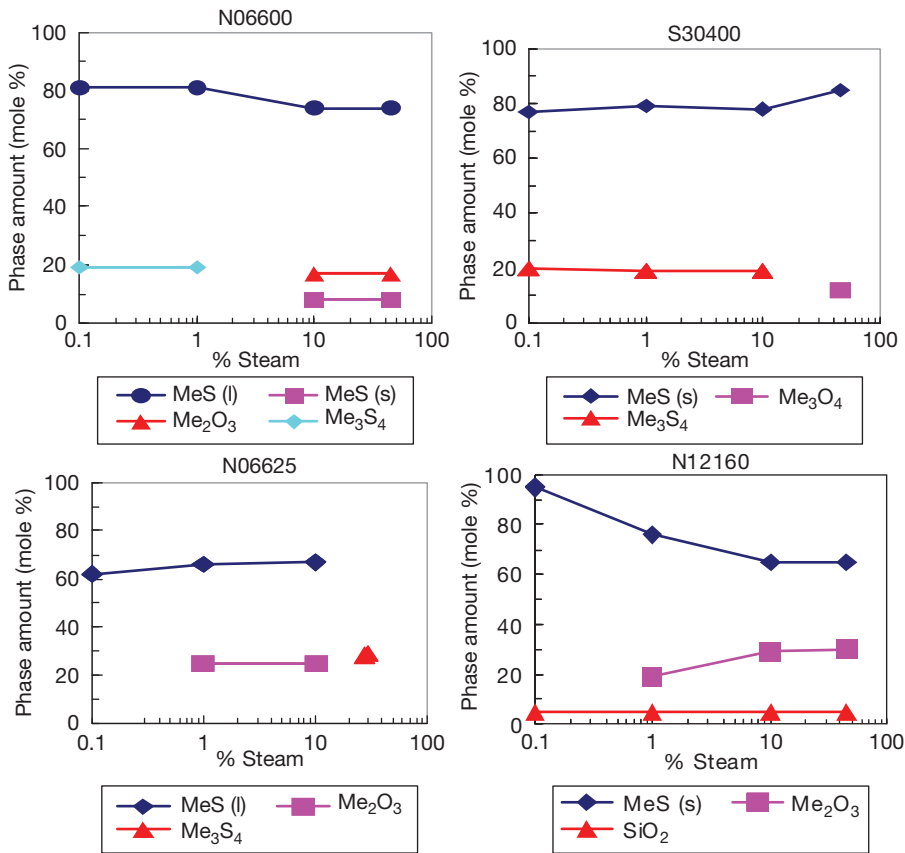 N06600
100
80
60
40
20
0
0.1 1 10 100
Phase amount (mole %)
% Steam
MeS (l) MeS (s)
Me₂O₃ Me₃S₄
S30400
100
80
60
40
20
0
0.1 1 10 100
Phase amount (mole %)
% Steam
MeS (s) Me₃O₄
Me₃S₄
N06625
100
80
60
40
20
0
0.1 1 10 100
Phase amount (mole %)
% Steam
MeS (l) Me₂O₃
Me₃S₄
N12160
100
80
60
40
20
0
0.1 1 10 100
Phase amount (mole %)
% Steam
MeS (s) Me₂O₃
SiO₂